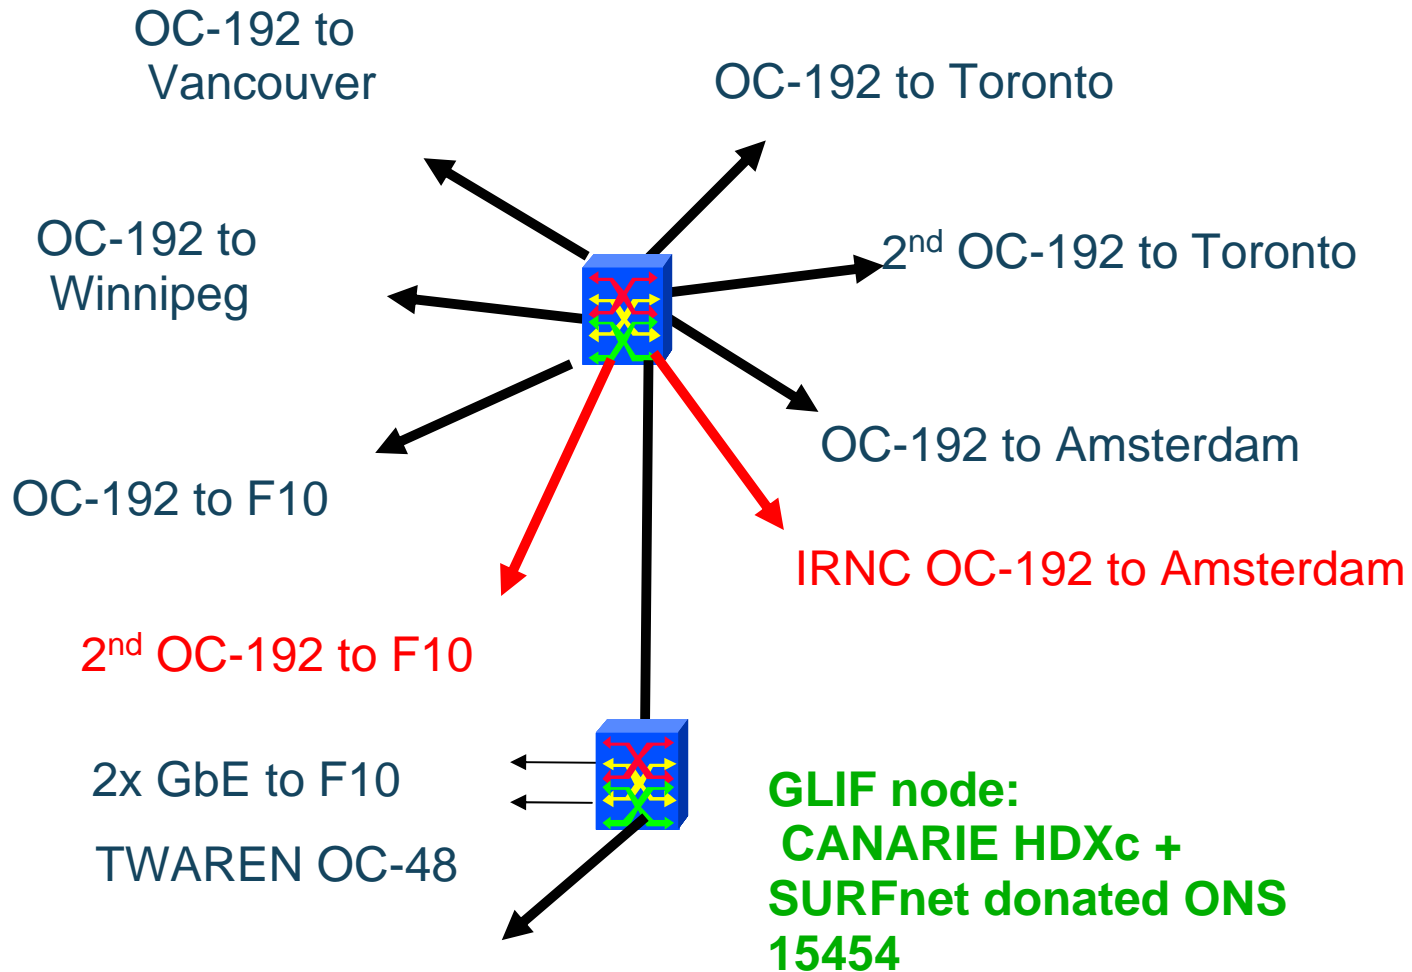 OC-192 to
Vancouver
OC-192 to Toronto
OC-192 to
Winnipeg
2nd OC-192 to Toronto
OC-192 to Amsterdam
OC-192 to F10
IRNC OC-192 to Amsterdam
2nd OC-192 to F10
2x GbE to F10
TWAREN OC-48
GLIF node:
CANARIE HDXc +
SURFnet donated ONS
15454